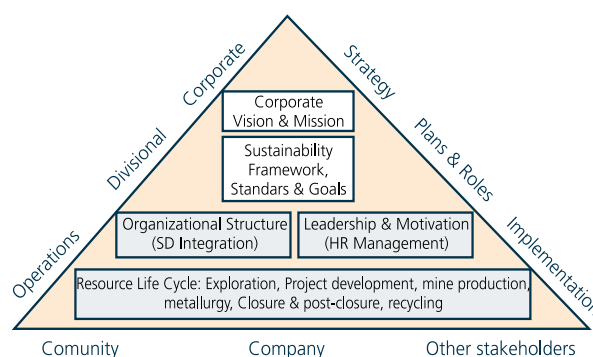 Corporate
Strategy
Corporate
Vision & Mission
Divisional
Plans & Roles
Sustainability
Framework,
Standars & Goals
Organizational Structure
(SD Integration)
Leadership & Motivation
(HR Management)
Operations
Implementation
Resource Life Cycle: Exploration, Project development, mine production,
metallurgy, Closure & post-closure, recycling
Comunity
Company
Other stakeholders